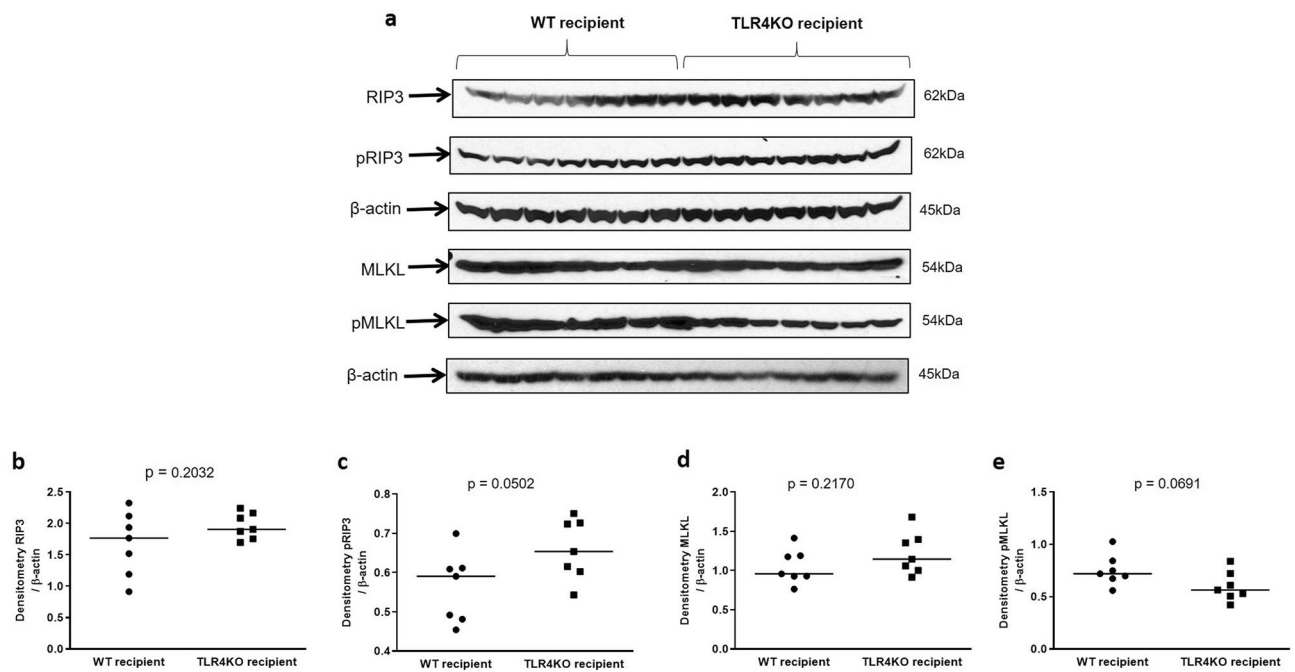 a
WT recipient
TLR4KO recipient
RIP3
62kDa
pRIP3
62kDa
β-actin
45kDa
MLKL
54kDa
pMLKL
54kDa
β-actin
45kDa
b
p = 0.2032
Densitometry RIP3
/ β-actin
2.5
2.0
1.5
1.0
0.5
0.0
WT recipient
TLR4KO recipient
c
p = 0.0502
Densitometry pRIP3
/ β-actin
0.8
0.7
0.6
0.5
0.4
WT recipient
TLR4KO recipient
d
p = 0.2170
Densitometry MLKL
/ β-actin
2.0
1.5
1.0
0.5
0.0
WT recipient
TLR4KO recipient
e
p = 0.0691
Densitometry pMLKL
/ β-actin
1.5
1.0
0.5
0.0
WT recipient
TLR4KO recipient